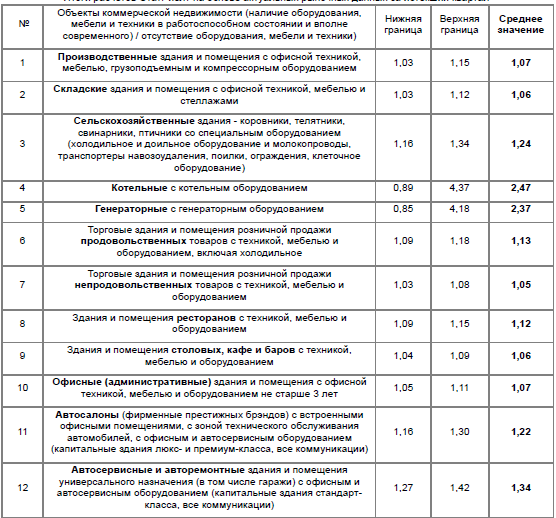 №
Объекты коммерческой недвижимости (наличие оборудования,
мебели и техники в работоспособном состоянии и вполне
современного) / отсутствие оборудования, мебели и техники)
Нижняя
граница
Верхняя
граница
Среднее
значение
1
Производственные здания и помещения с офисной техникой,
мебелью, грузоподъемным и компрессорным оборудованием
1,03
1,15
1,07
2
Складские здания и помещения с офисной техникой, мебелью и
стеллажами
1,03
1,12
1,06
3
Сельскохозяйственные здания - коровники, телятники,
свинарники, птичники со специальным оборудованием
(холодильное и доильное оборудование и молокопроводы,
транспортеры навозоудаления, поилки, ограждения, клеточное
оборудование)
1,16
1,34
1,24
4
Котельные с котельным оборудованием
0,89
4,37
2,47
5
Генераторные с генераторным оборудованием
0,85
4,18
2,37
6
Торговые здания и помещения розничной продажи
продовольственных товаров с техникой, мебелью и
оборудованием, включая холодильное
1,09
1,18
1,13
7
Торговые здания и помещения розничной продажи
непродовольственных товаров с техникой, мебелью и
оборудованием
1,03
1,08
1,05
8
Здания и помещения ресторанов с техникой, мебелью и
оборудованием
1,09
1,15
1,12
9
Здания и помещения столовых, кафе и баров с техникой,
мебелью и оборудованием
1,04
1,09
1,06
10
Офисные (административные) здания и помещения с офисной
техникой, мебелью и оборудованием не старше 3 лет
1,05
1,11
1,07
11
Автосалоны (фирменные престижных брэндов) с встроенными
офисными помещениями, с зоной технического обслуживания
автомобилей, с офисным и автосервисным оборудованием
(капитальные здания люкс- и премиум-класса, все коммуникации)
1,16
1,30
1,22
12
Автосервисные и авторемонтные здания и помещения
универсального назначения (в том числе гаражи) с офисным и
автосервисным оборудованием (капитальные здания стандарт-
класса, все коммуникации)
1,27
1,42
1,34